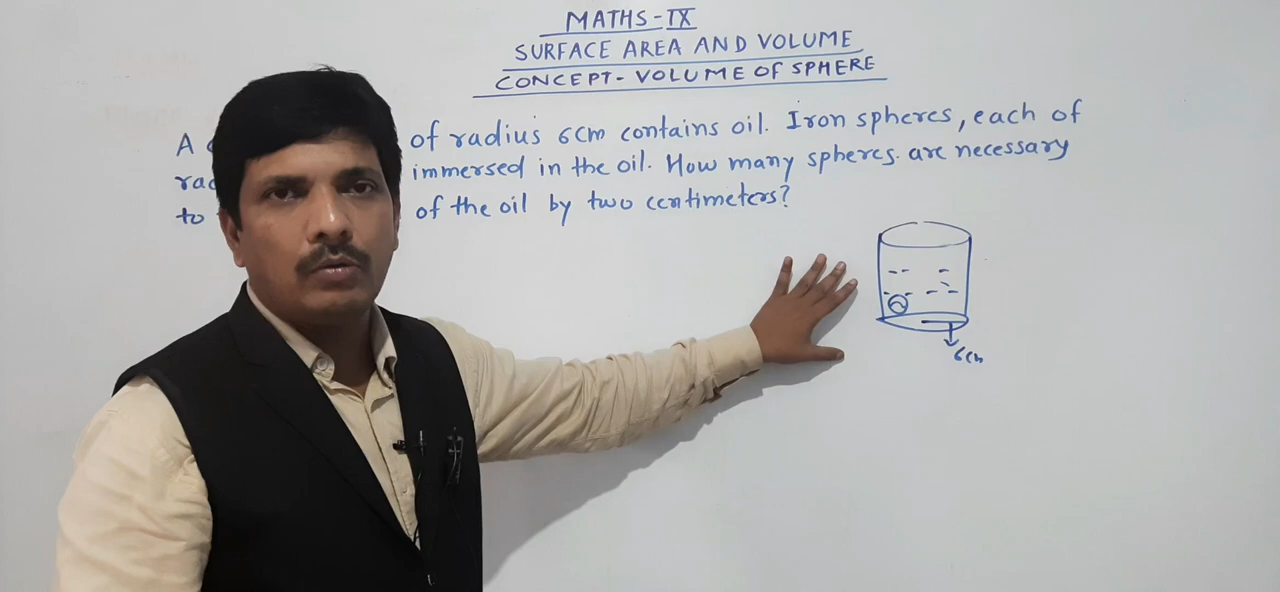 MATHS-IX
SURFACE AREA AND VOLUME
CONCEPT- VOLUME OF SPHERE
A of radius 6cm contains oil. Iron spheres, each of
immersed in the oil. How many spheres. are necessary
to of the oil by two centimeters?
6cm